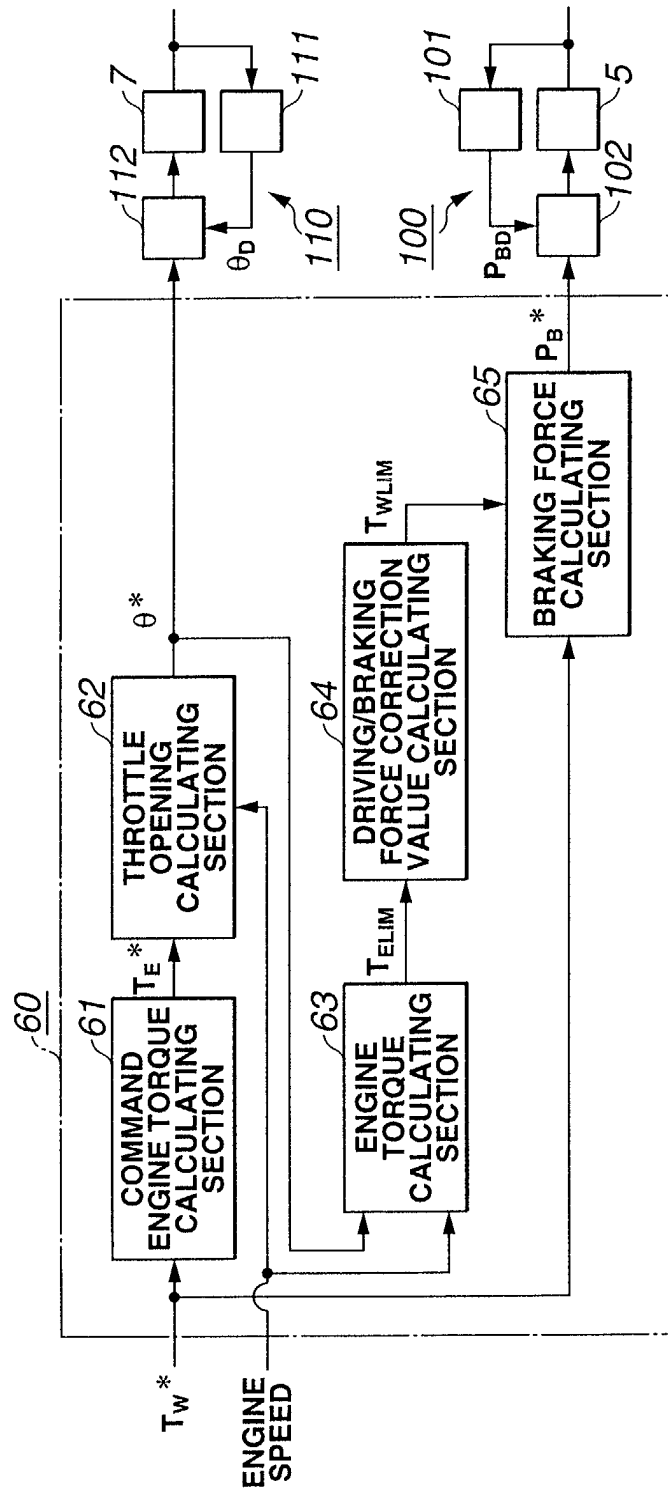 60
T_W*
ENGINE
SPEED
61
COMMAND
ENGINE TORQUE
CALCULATING
SECTION
T_E*
62
THROTTLE
OPENING
CALCULATING
SECTION
θ*
63
ENGINE
TORQUE
CALCULATING
SECTION
T_ELIM
64
DRIVING/BRAKING
FORCE CORRECTION
VALUE CALCULATING
SECTION
T_WLIM
65
BRAKING FORCE
CALCULATING
SECTION
P_B*
112
7
111
θ_D
110
101
100
P_BD
102
5